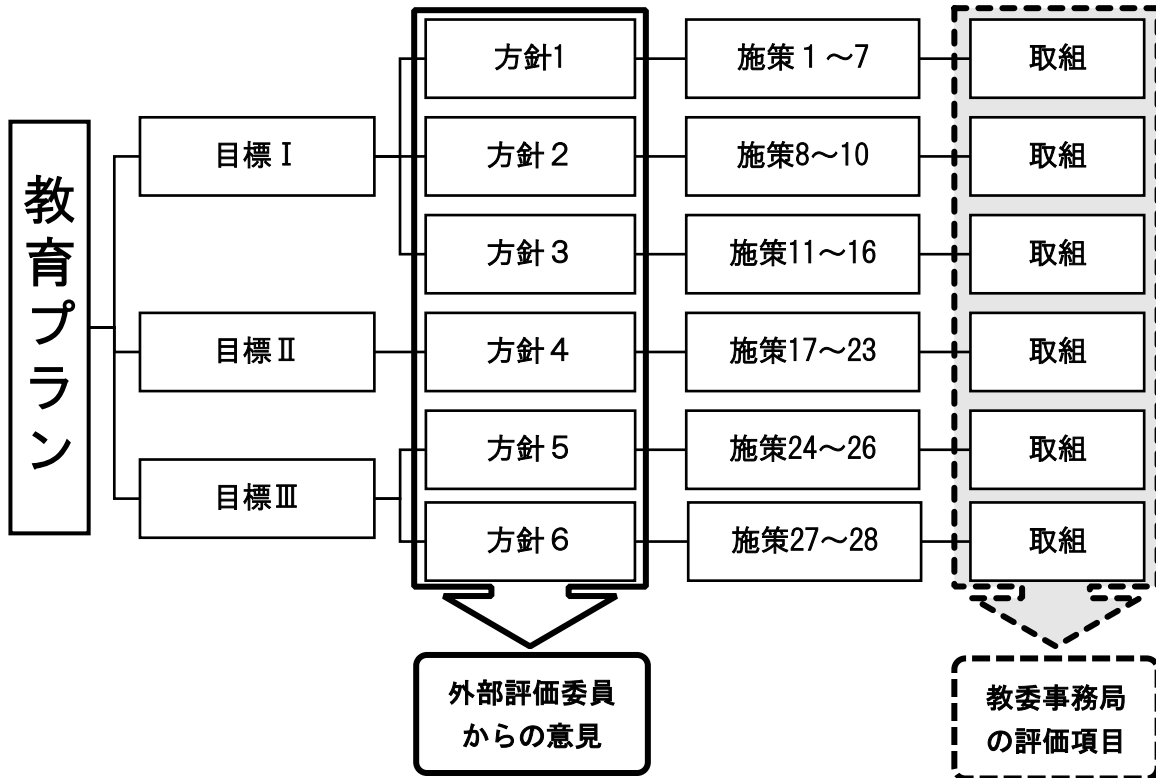 教育プラン
目標Ⅰ
目標Ⅱ
目標Ⅲ
方針1
施策1～7
取組
方針2
施策8～10
取組
方針3
施策11～16
取組
方針4
施策17～23
取組
方針5
施策24～26
取組
方針6
施策27～28
取組
外部評価委員
からの意見
教委事務局
の評価項目